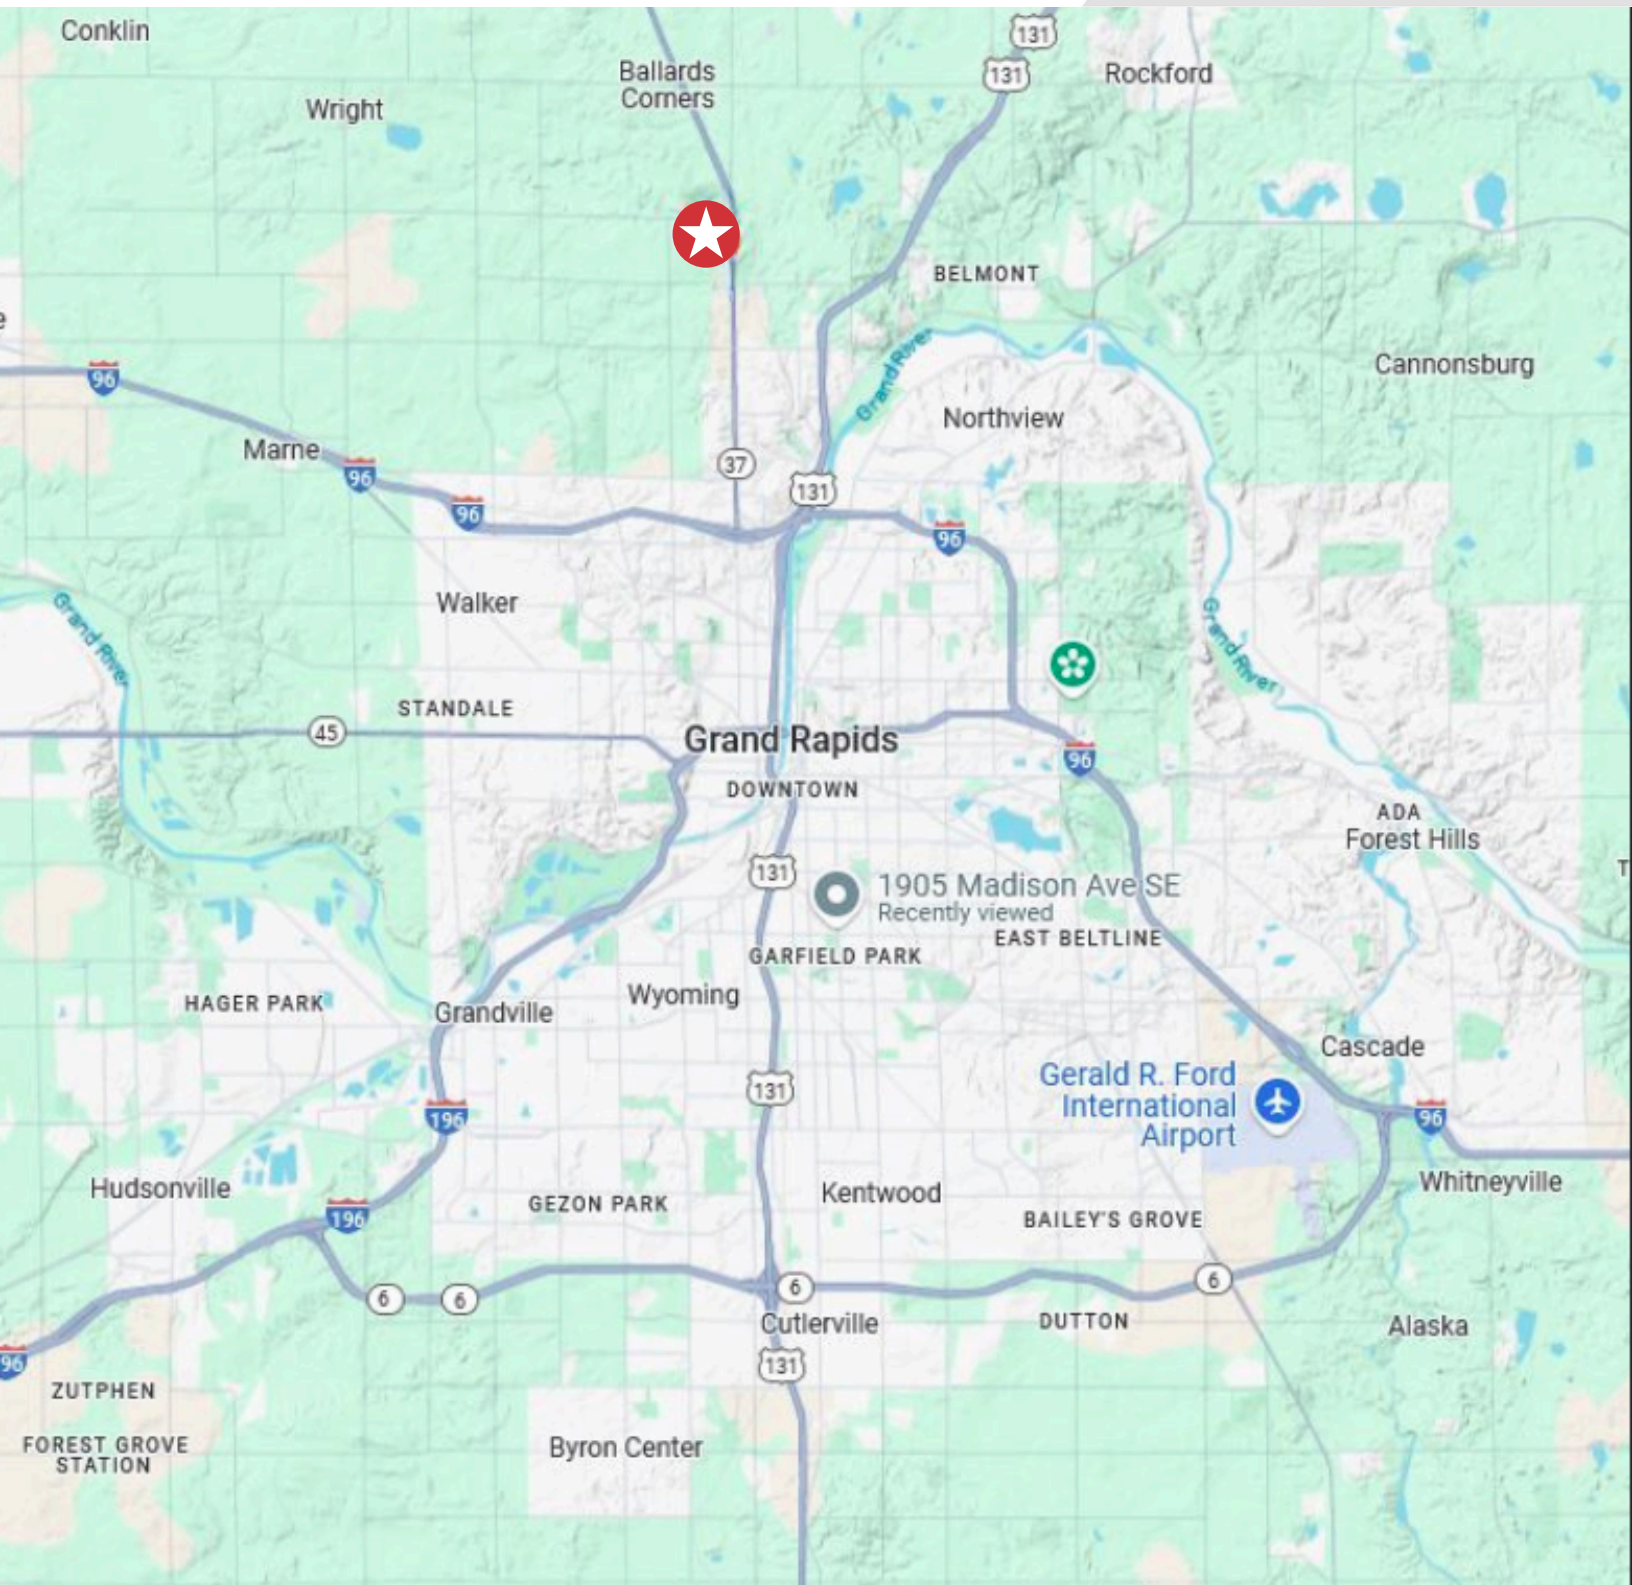 Conklin
131
Ballards
Corners
131
Rockford
Wright
BELMONT
e
Grand River
96
Cannonsburg
Northview
Marne
37
96
131
96
96
Walker
Grand River
Grand River
STANDALE
45
Grand Rapids
96
DOWNTOWN
ADA
Forest Hills
131
T
1905 Madison Ave SE
Recently viewed
EAST BELTLINE
GARFIELD PARK
HAGER PARK
Wyoming
Grandville
Cascade
Gerald R. Ford
International
Airport
131
196
96
Hudsonville
Kentwood
Whitneyville
GEZON PARK
196
BAILEY'S GROVE
6
6
6
6
Cutlerville
DUTTON
Alaska
96
131
ZUTPHEN
FOREST GROVE
STATION
Byron Center